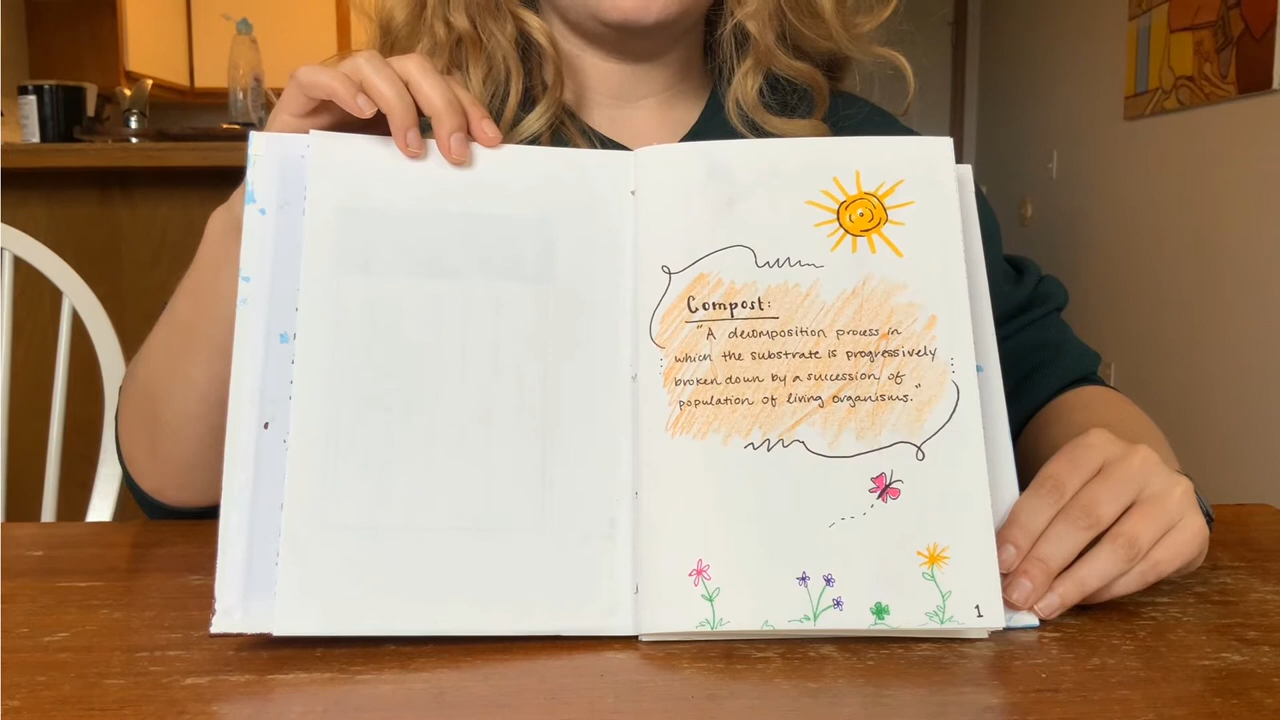 Compost:
"A decomposition process in
which the substrate is progressively
broken down by a succession of
population of living organisms."
1